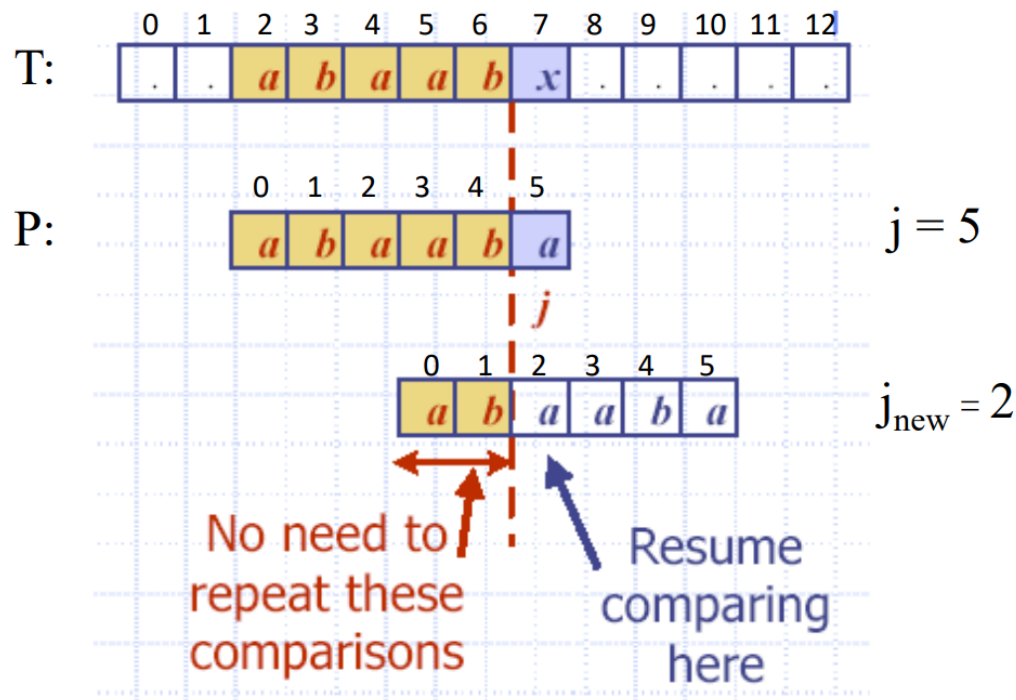 0 1 2 3 4 5 6 7 8 9 10 11 12
T: . . a b a a b x . . . . .
0 1 2 3 4 5
P: a b a a b a j = 5
j
0 1 2 3 4 5
a b a a b a jnew = 2
No need to
repeat these
comparisons
Resume
comparing
here